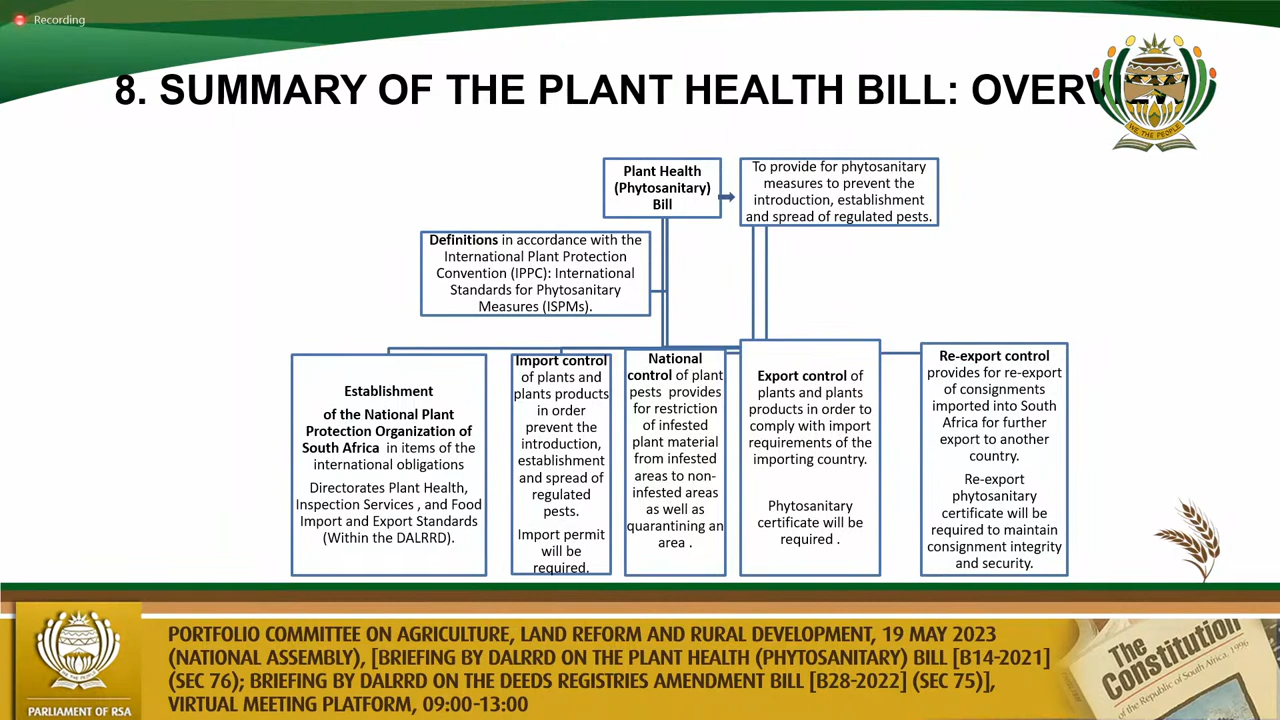 Recording
8. SUMMARY OF THE PLANT HEALTH BILL: OVERV
WE THE PEOPLE
Plant Health
(Phytosanitary)
Bill
To provide for phytosanitary
measures to prevent the
introduction, establishment
and spread of regulated pests.
Definitions in accordance with the
International Plant Protection
Convention (IPPC): International
Standards for Phytosanitary
Measures (ISPMs).
Establishment
of the National Plant
Protection Organization of
South Africa in items of the
international obligations
Directorates Plant Health,
Inspection Services , and Food
Import and Export Standards
(Within the DALRRD).
Import control
of plants and
plants products
in order
prevent the
introduction,
establishment
and spread of
regulated
pests.
Import permit
will be
required.
National
control of plant
pests provides
for restriction
of infested
plant material
from infested
areas to non-
infested areas
as well as
quarantining an
area .
Export control of
plants and plants
products in order to
comply with import
requirements of the
importing country.
Phytosanitary
certificate will be
required .
Re-export control
provides for re-export
of consignments
imported into South
Africa for further
export to another
country.
Re-export
phytosanitary
certificate will be
required to maintain
consignment integrity
and security.
PARLIAMENT OF RSA
PORTFOLIO COMMITTEE ON AGRICULTURE, LAND REFORM AND RURAL DEVELOPMENT, 19 MAY 2023
(NATIONAL ASSEMBLY), [BRIEFING BY DALRRD ON THE PLANT HEALTH (PHYTOSANITARY) BILL [B14-2021]
(SEC 76); BRIEFING BY DALRRD ON THE DEEDS REGISTRIES AMENDMENT BILL [B28-2022] (SEC 75)],
VIRTUAL MEETING PLATFORM, 09:00-13:00
The
Constitution
of the Republic of South Africa, 1996